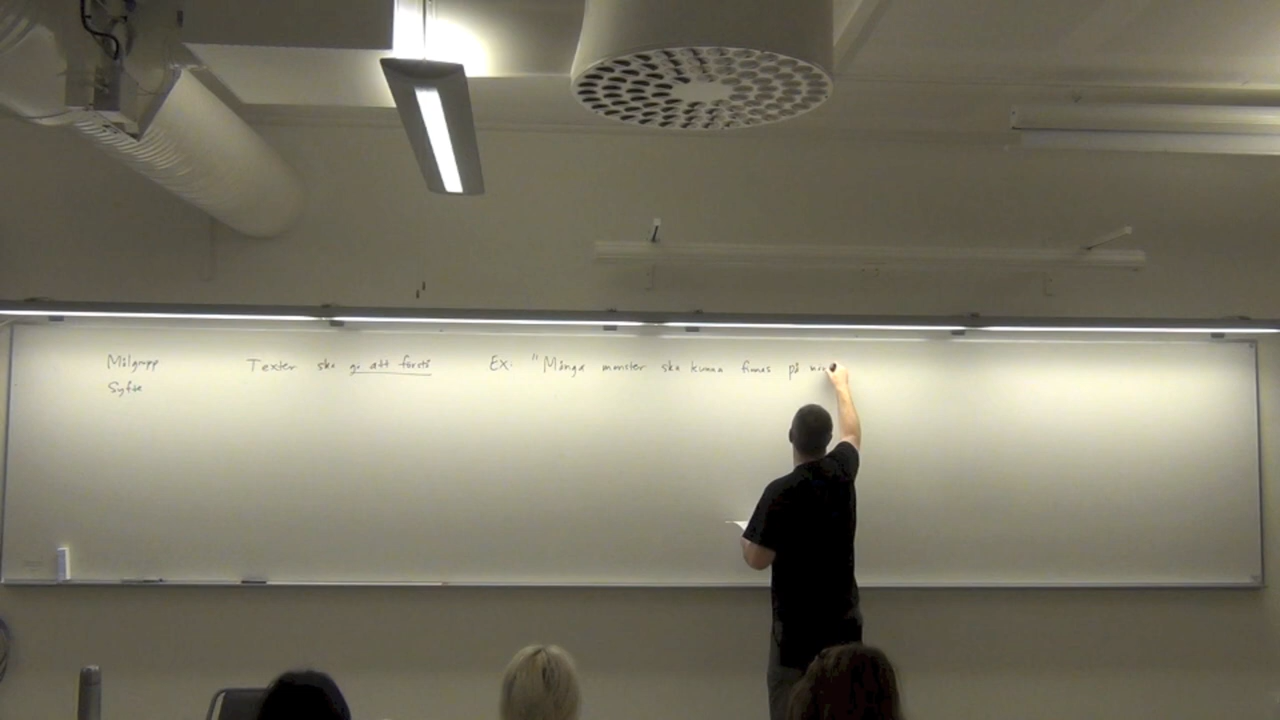 Målgrupp
Syfte
Texter ska gå att förstå
EX: "Många monster ska kunna finnas på